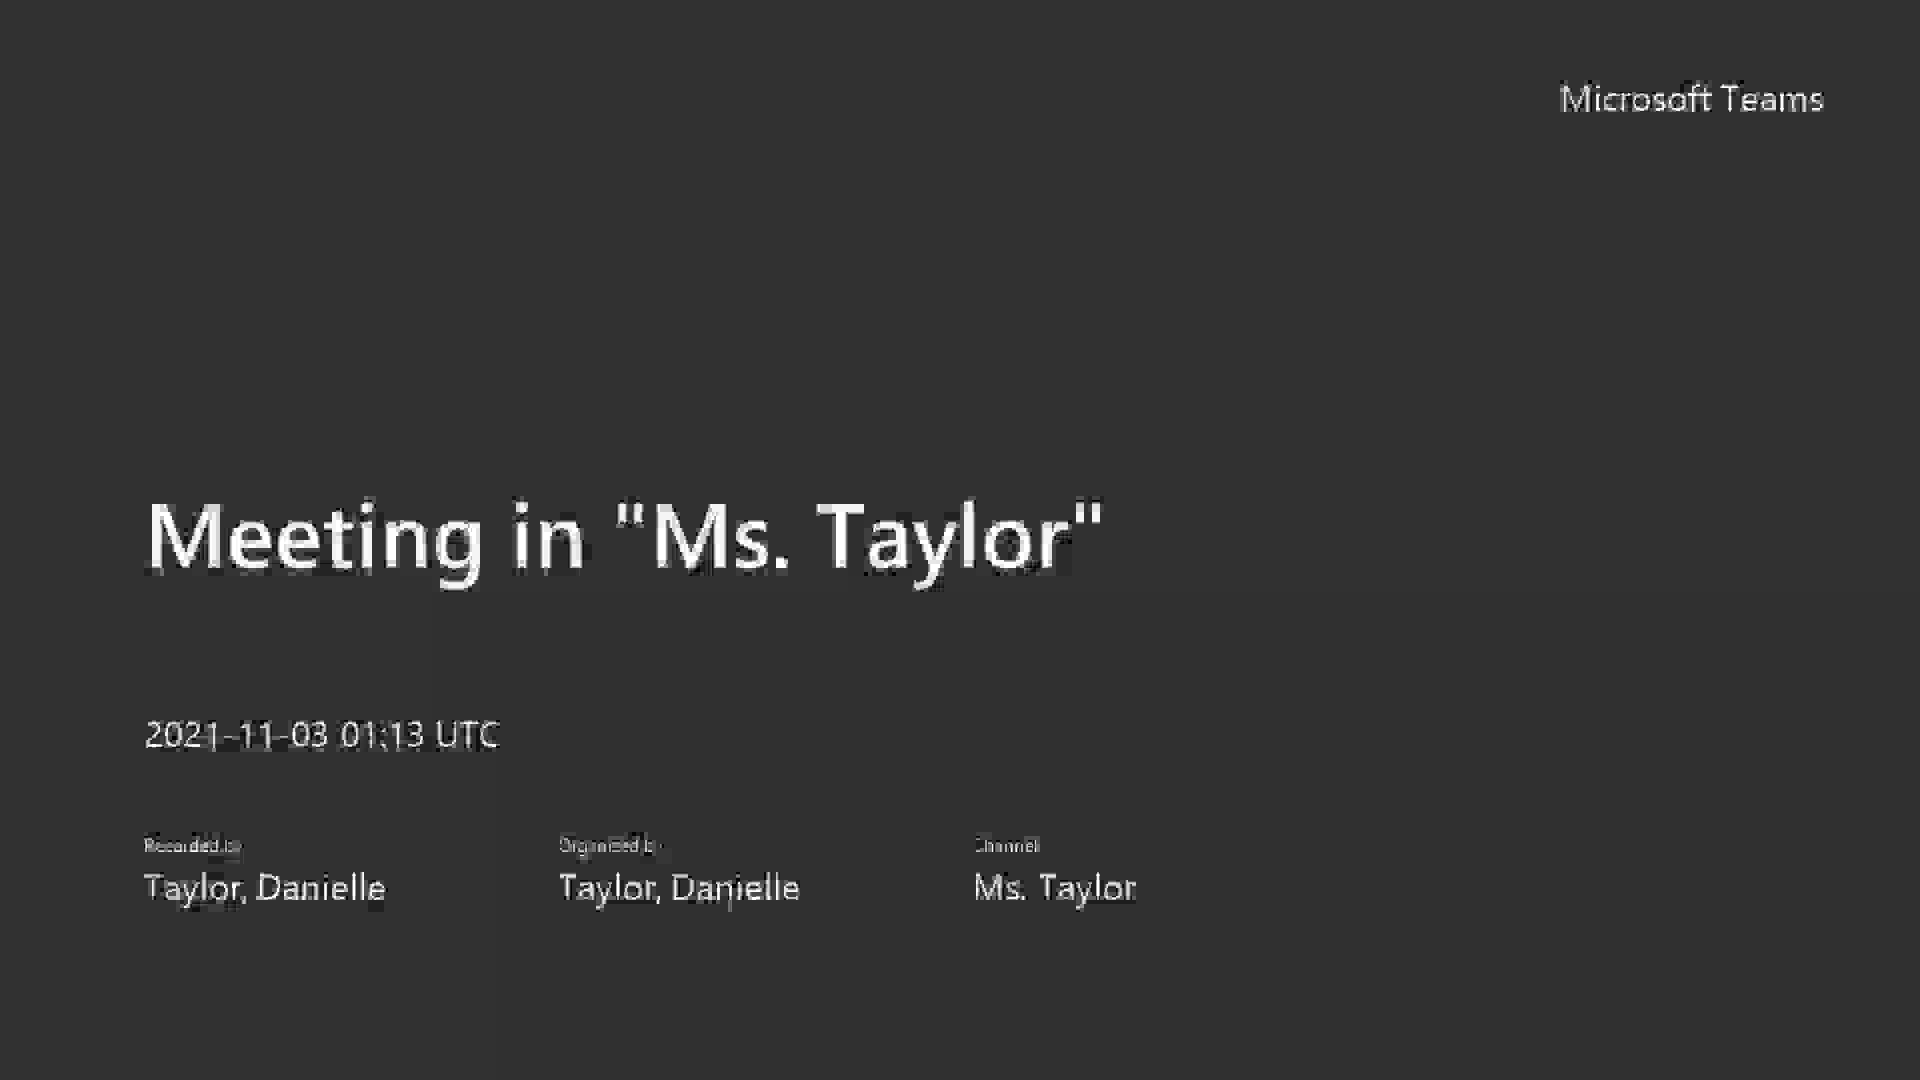 Microsoft Teams
Meeting in "Ms. Taylor"
2021-11-03 01:13 UTC
Recorded by
Organized by
Channel
Taylor, Danielle
Taylor, Danielle
Ms. Taylor